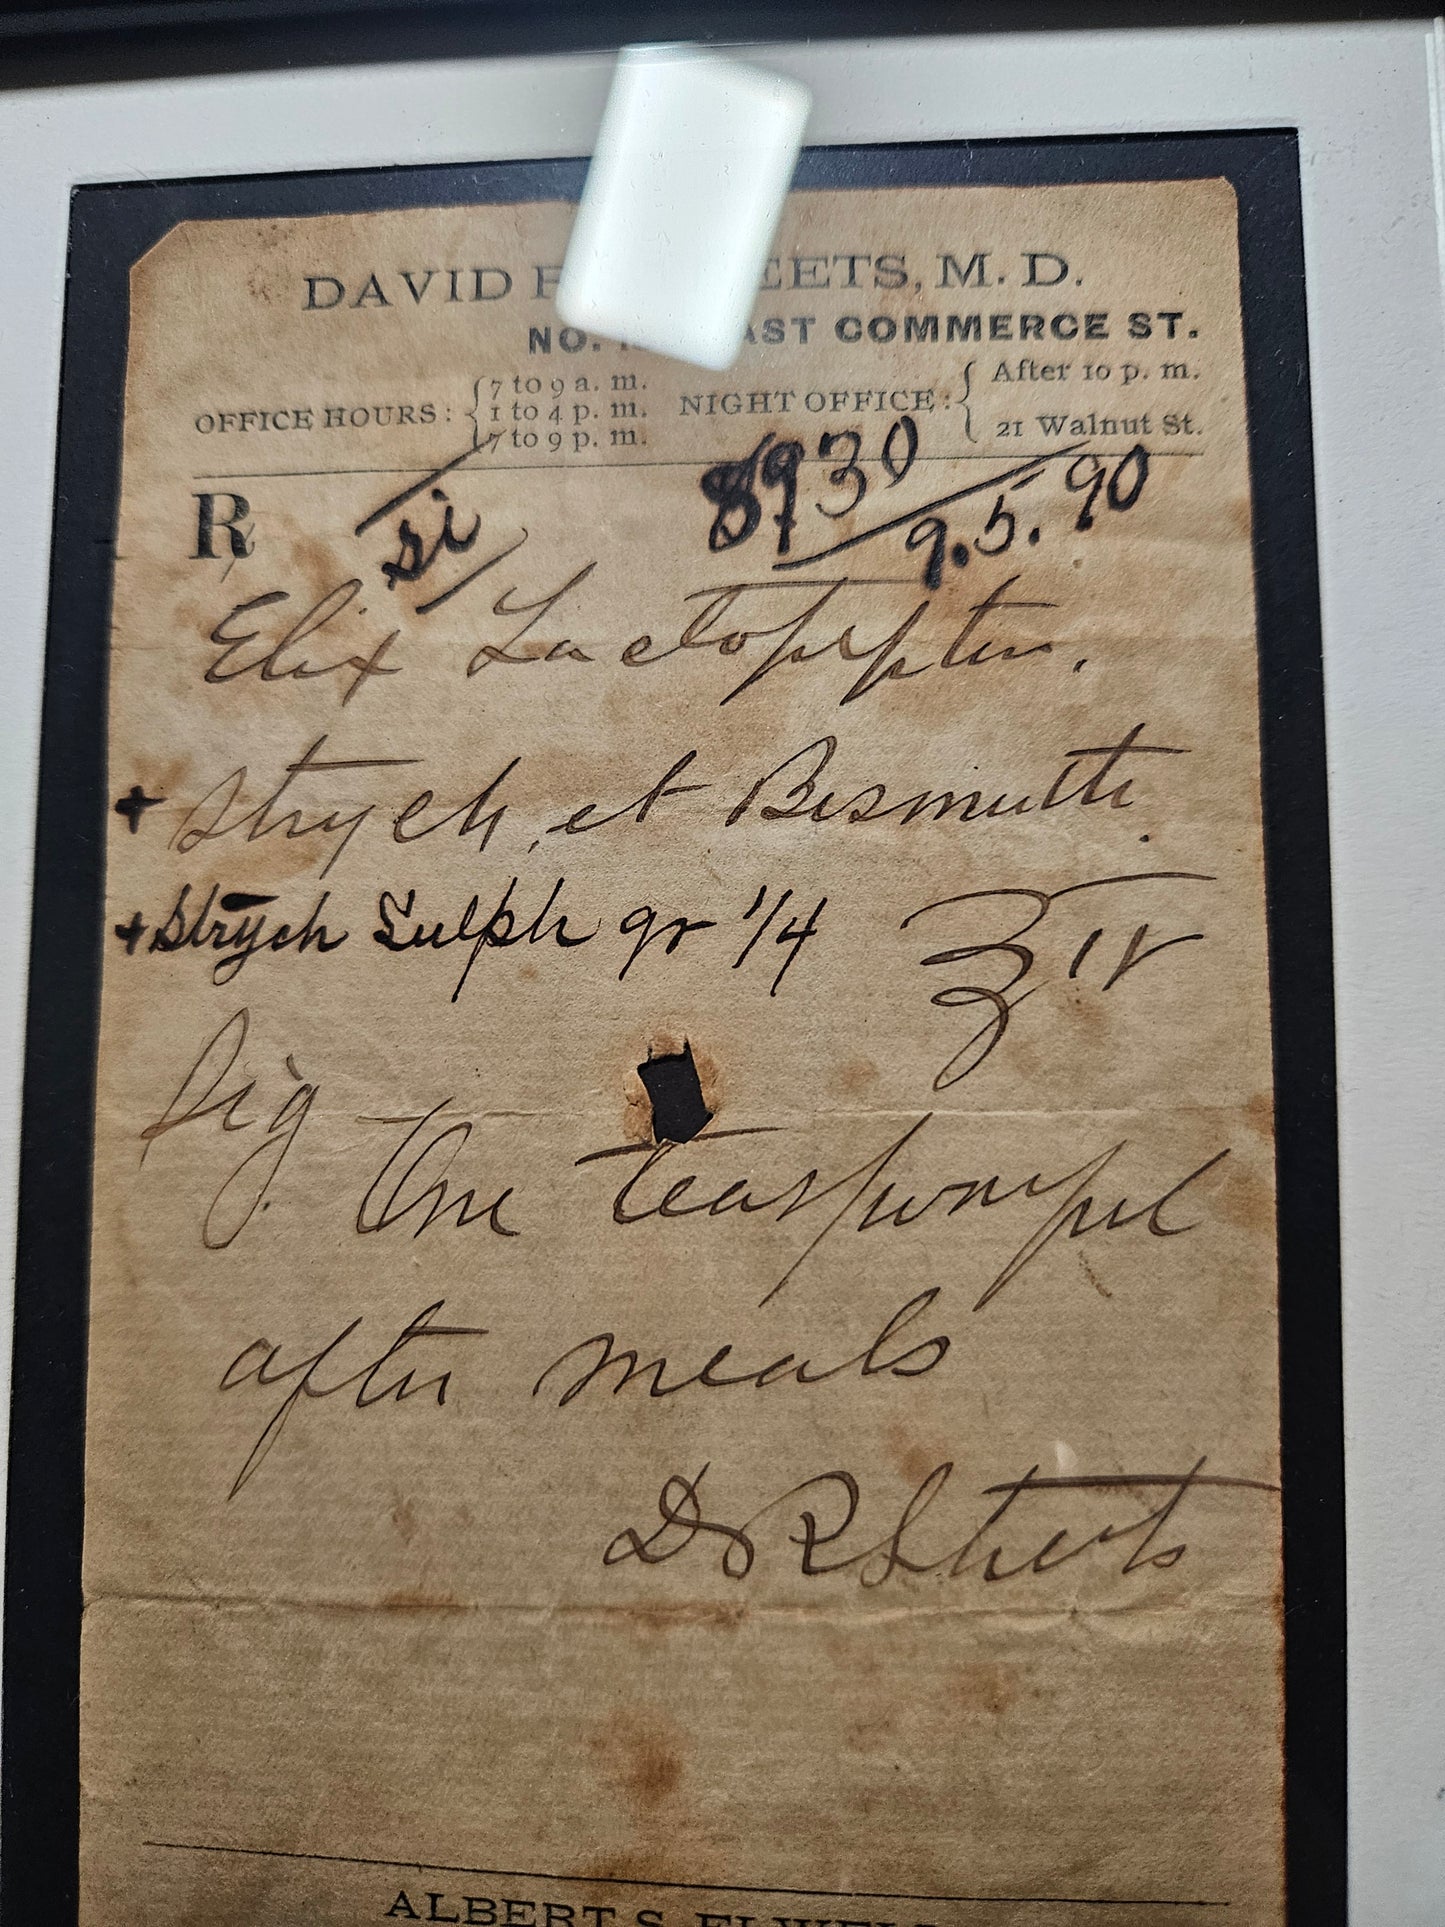 DAVID EETS, M. D.
NO. AST COMMERCE ST.
OFFICE HOURS: { 7 to 9 a. m. 1 to 4 p. m. 7 to 9 p. m. NIGHT OFFICE: { After 10 p. m. 21 Walnut St.
R 8930
9.5.90
Elix Lactopeptin.
+ Strych, et Bismuth.
+ Strych Sulph gr 1/4 ℥ iv
Sig. One teaspoonful
after meals
D R Streets
ALBERT S.